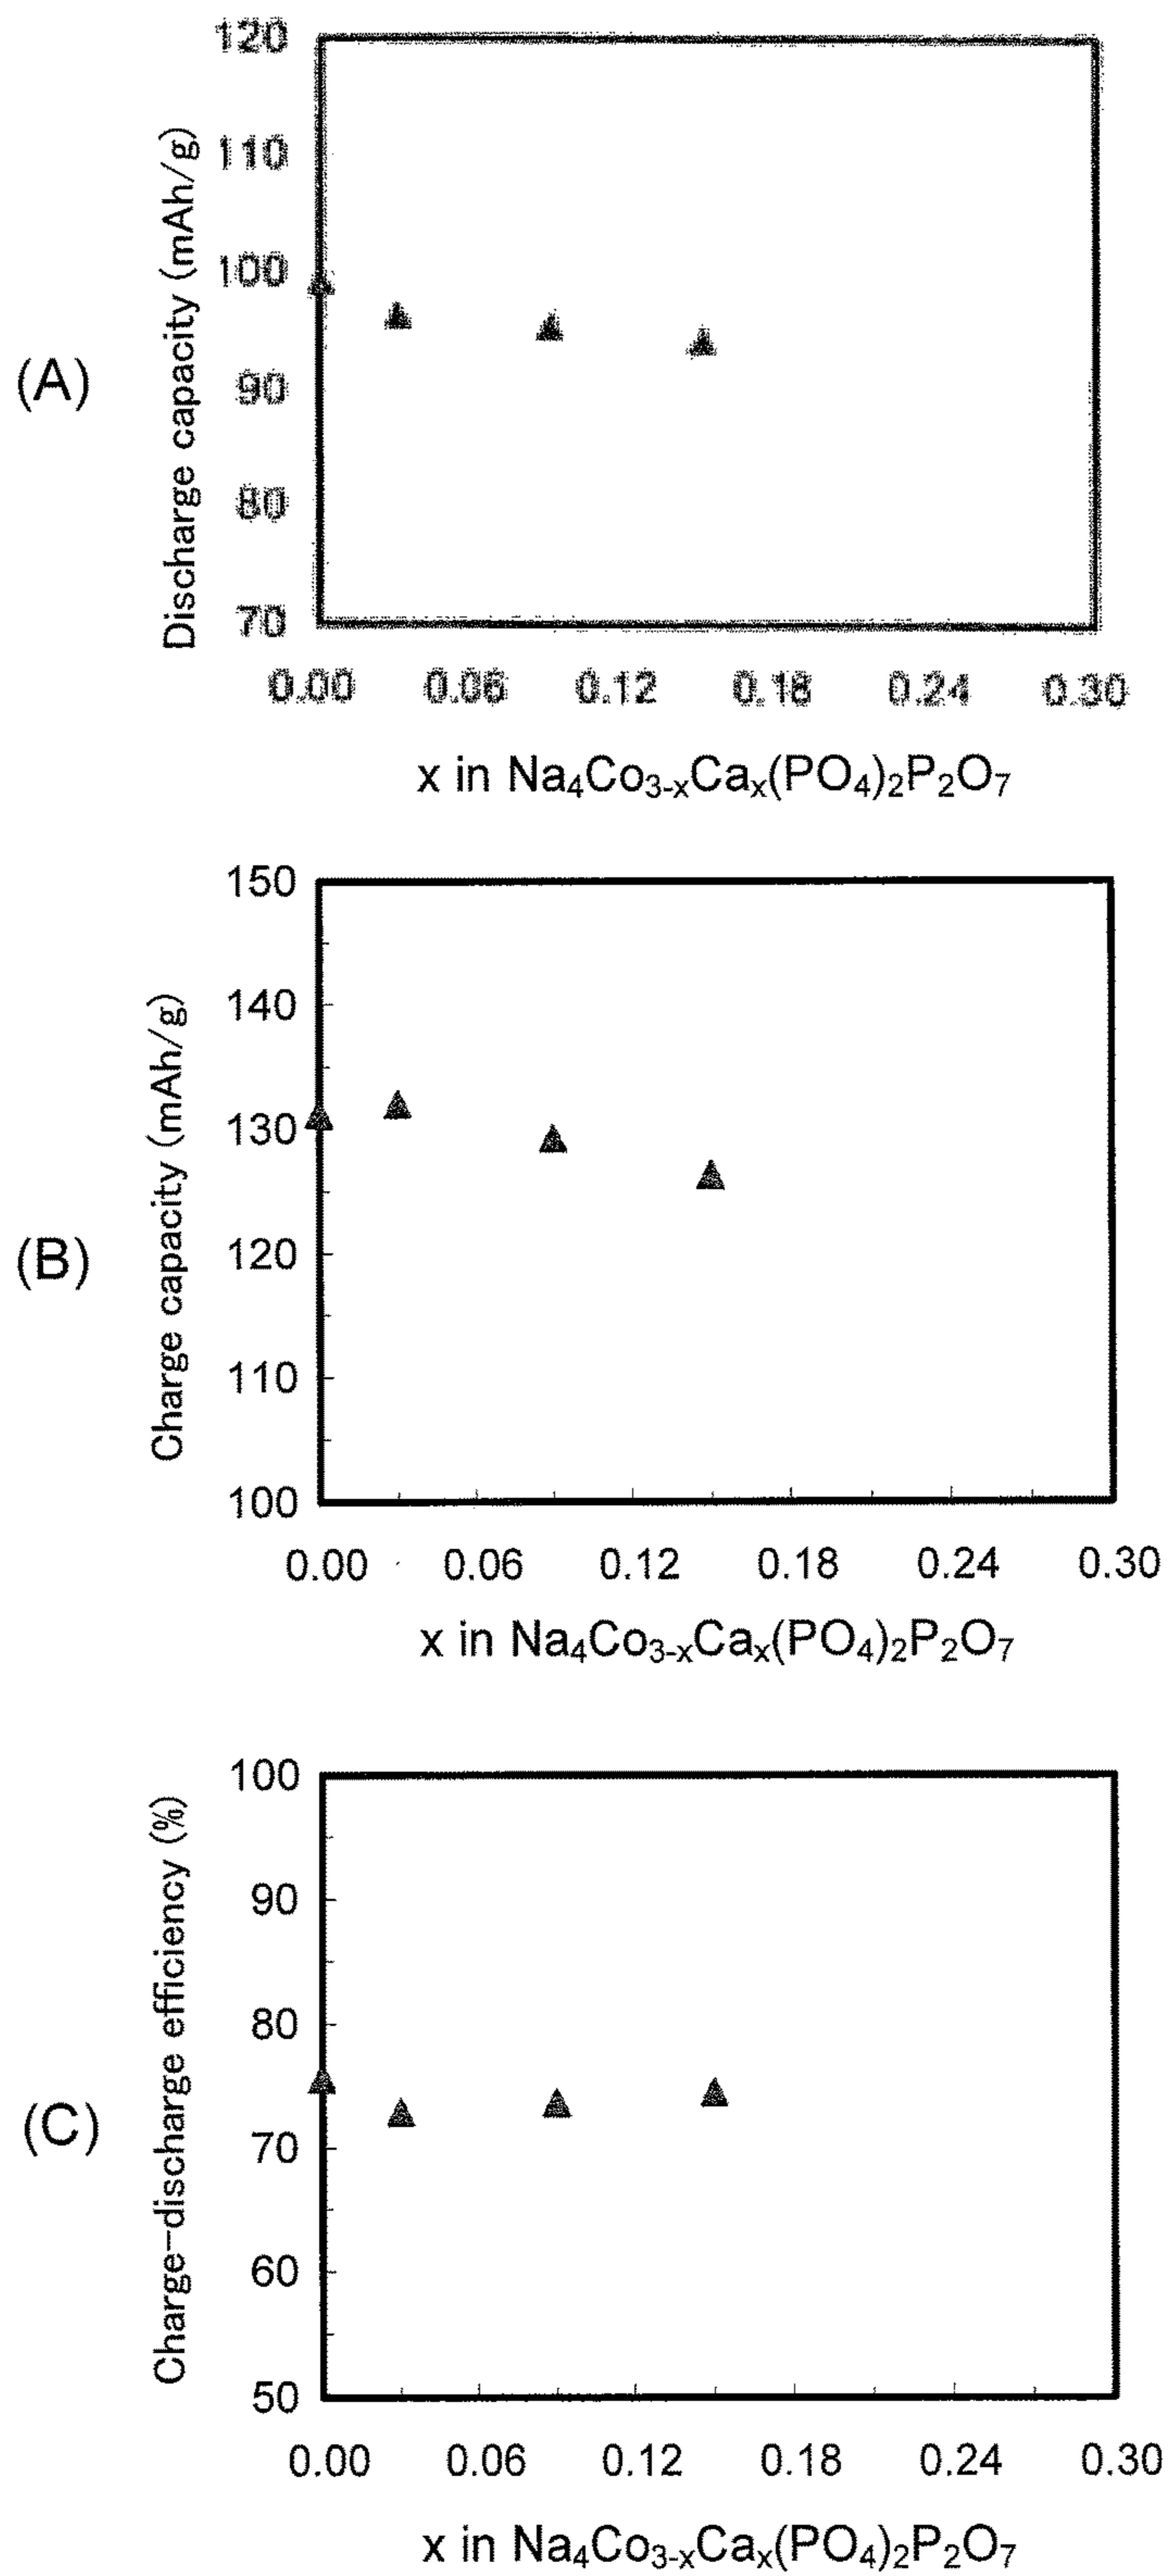 120
110
100
90
80
70
Discharge capacity (mAh/g)
(A)
0.00 0.06 0.12 0.18 0.24 0.30
x in Na₄Co₃₋ₓCaₓ(PO₄)₂P₂O₇
150
140
130
120
110
100
Charge capacity (mAh/g)
(B)
0.00 0.06 0.12 0.18 0.24 0.30
x in Na₄Co₃₋ₓCaₓ(PO₄)₂P₂O₇
100
90
80
70
60
50
Charge-discharge efficiency (%)
(C)
0.00 0.06 0.12 0.18 0.24 0.30
x in Na₄Co₃₋ₓCaₓ(PO₄)₂P₂O₇